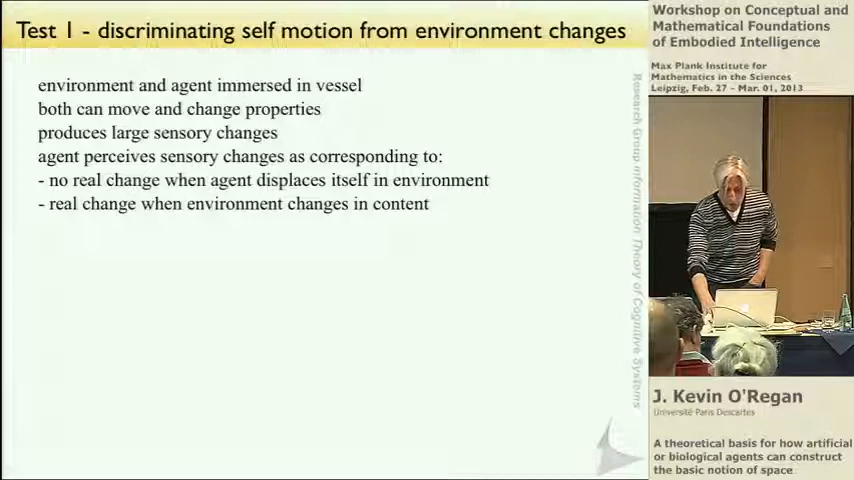 Test 1 - discriminating self motion from environment changes
environment and agent immersed in vessel
both can move and change properties
produces large sensory changes
agent perceives sensory changes as corresponding to:
- no real change when agent displaces itself in environment
- real change when environment changes in content
Research Group Information Theory of Cognitive Systems
Workshop on Conceptual and
Mathematical Foundations
of Embodied Intelligence
Max Plank Institute for
Mathematics in the Sciences
Leipzig, Feb. 27 - Mar. 01, 2013
J. Kevin O'Regan
Université Paris Descartes
A theoretical basis for how artificial
or biological agents can construct
the basic notion of space